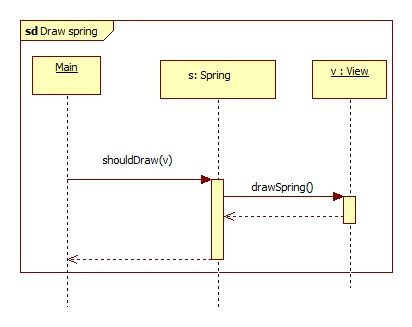 sd Draw spring
Main
s: Spring
v : View
shouldDraw(v)
drawSpring()